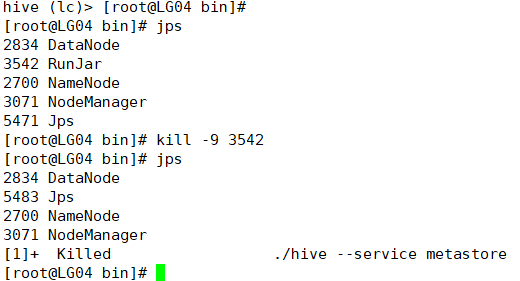 hive (lc)> [root@LG04 bin]#
[root@LG04 bin]# jps
2834 DataNode
3542 RunJar
2700 NameNode
3071 NodeManager
5471 Jps
[root@LG04 bin]# kill -9 3542
[root@LG04 bin]# jps
2834 DataNode
5483 Jps
2700 NameNode
3071 NodeManager
[1]+  Killed                  ./hive --service metastore
[root@LG04 bin]#